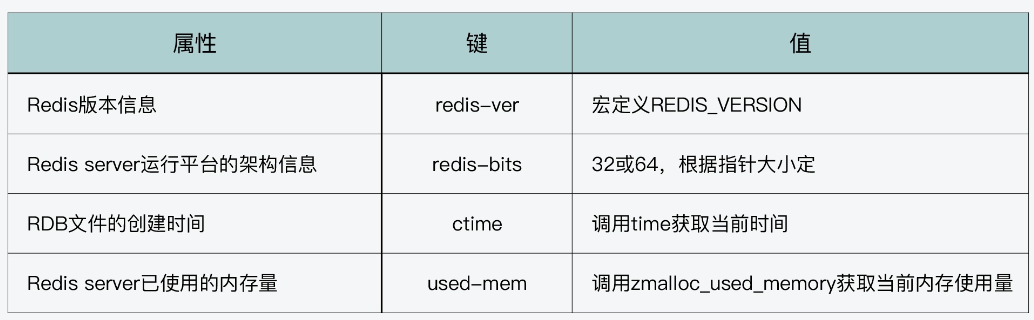 属性 键 值
Redis版本信息 redis-ver 宏定义REDIS_VERSION
Redis server运行平台的架构信息 redis-bits 32或64，根据指针大小定
RDB文件的创建时间 ctime 调用time获取当前时间
Redis server已使用的内存量 used-mem 调用zmalloc_used_memory获取当前内存使用量